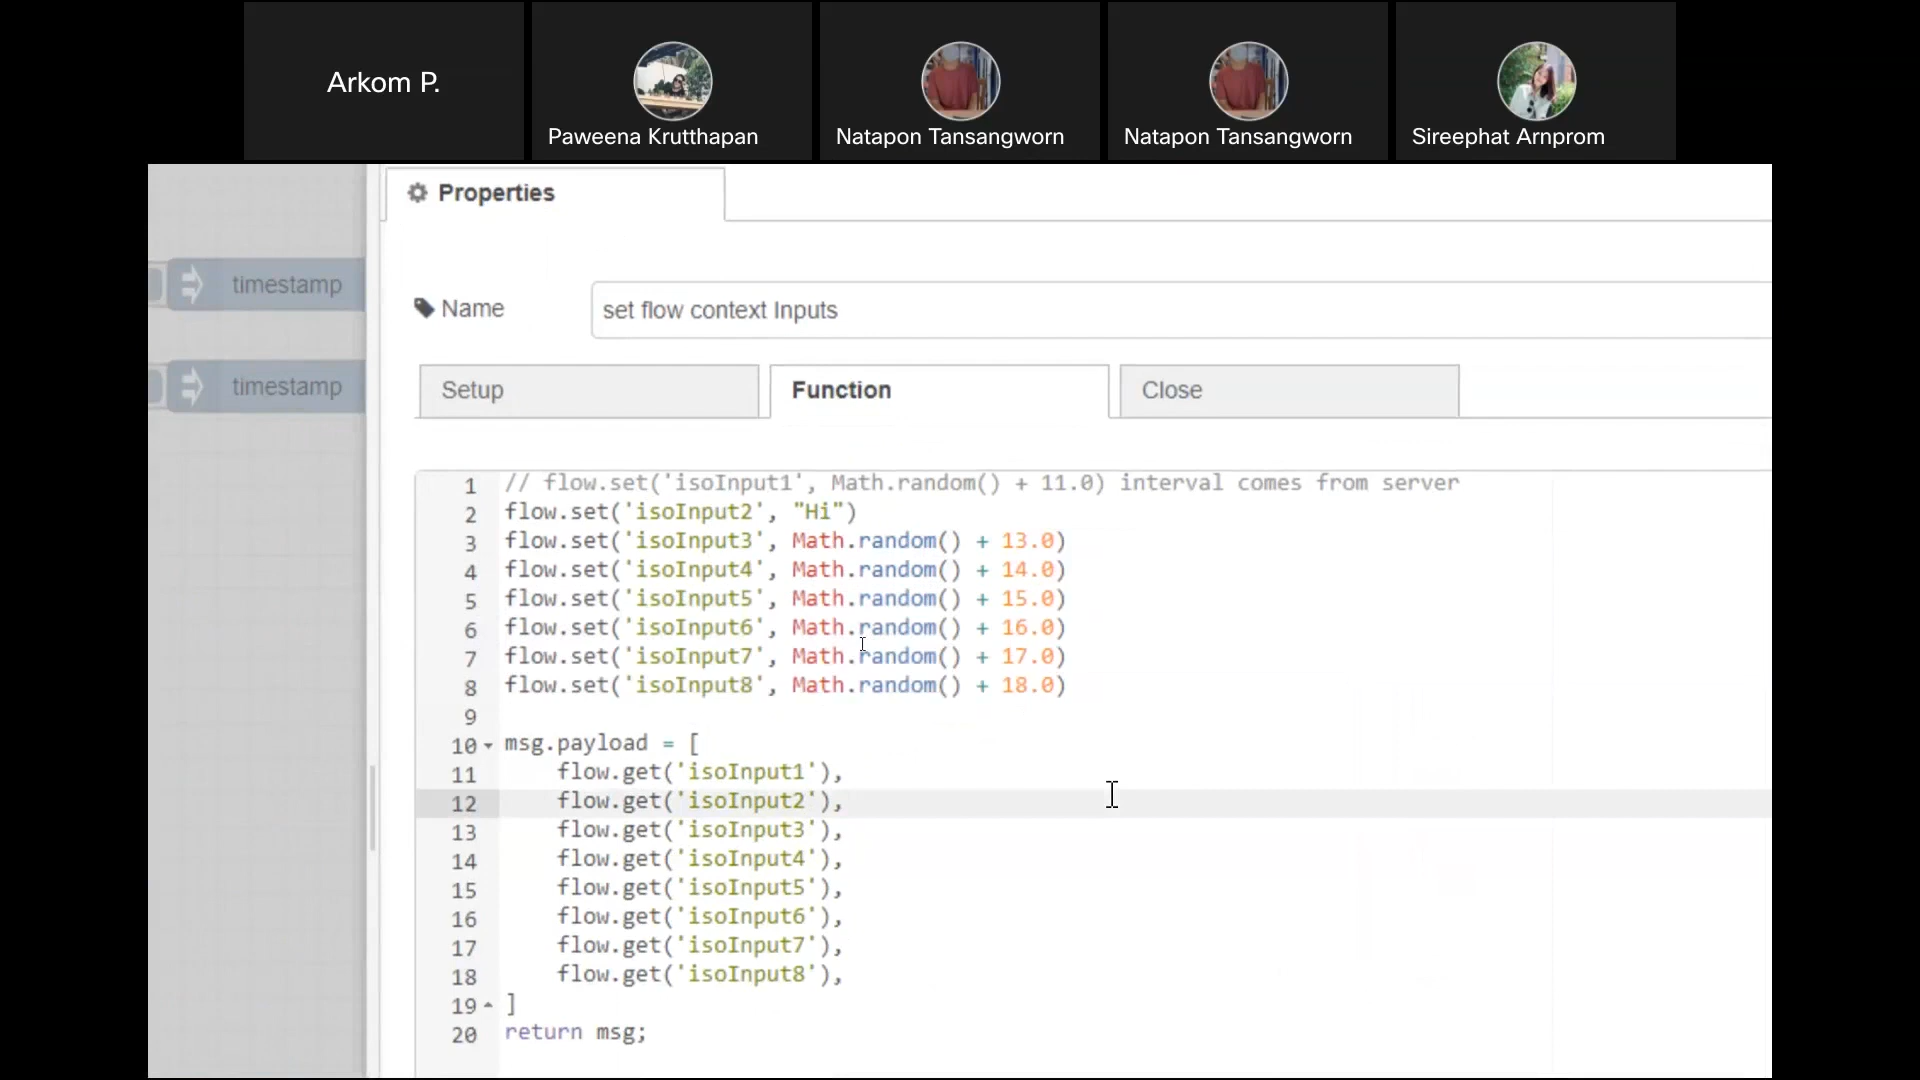 Arkom P.
Paweena Krutthapan
Natapon Tansangworn
Natapon Tansangworn
Sireephat Arnprom
Properties
timestamp
timestamp
Name
set flow context Inputs
Setup
Function
Close
1 // flow.set('isoInput1', Math.random() + 11.0) interval comes from server
2 flow.set('isoInput2', "Hi")
3 flow.set('isoInput3', Math.random() + 13.0)
4 flow.set('isoInput4', Math.random() + 14.0)
5 flow.set('isoInput5', Math.random() + 15.0)
6 flow.set('isoInput6', Math.random() + 16.0)
7 flow.set('isoInput7', Math.random() + 17.0)
8 flow.set('isoInput8', Math.random() + 18.0)
9
10 msg.payload = [
11 flow.get('isoInput1'),
12 flow.get('isoInput2'),
13 flow.get('isoInput3'),
14 flow.get('isoInput4'),
15 flow.get('isoInput5'),
16 flow.get('isoInput6'),
17 flow.get('isoInput7'),
18 flow.get('isoInput8'),
19 ]
20 return msg;